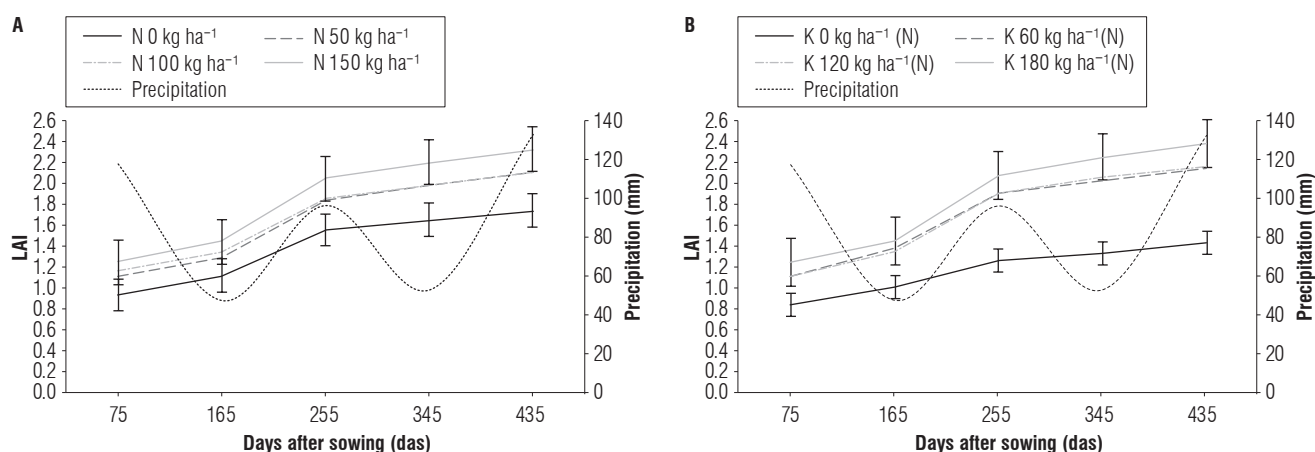 A
N 0 kg ha⁻¹ N 50 kg ha⁻¹
N 100 kg ha⁻¹ N 150 kg ha⁻¹
Precipitation
LAI
2.6
2.4
2.2
2.0
1.8
1.6
1.4
1.2
1.0
0.8
0.6
0.4
0.2
0.0
140
120
100
80
60
40
20
0
Precipitation (mm)
75 165 255 345 435
Days after sowing (das)
B
K 0 kg ha⁻¹ (N) K 60 kg ha⁻¹(N)
K 120 kg ha⁻¹(N) K 180 kg ha⁻¹(N)
Precipitation
LAI
2.6
2.4
2.2
2.0
1.8
1.6
1.4
1.2
1.0
0.8
0.6
0.4
0.2
0.0
140
120
100
80
60
40
20
0
Precipitation (mm)
75 165 255 345 435
Days after sowing (das)